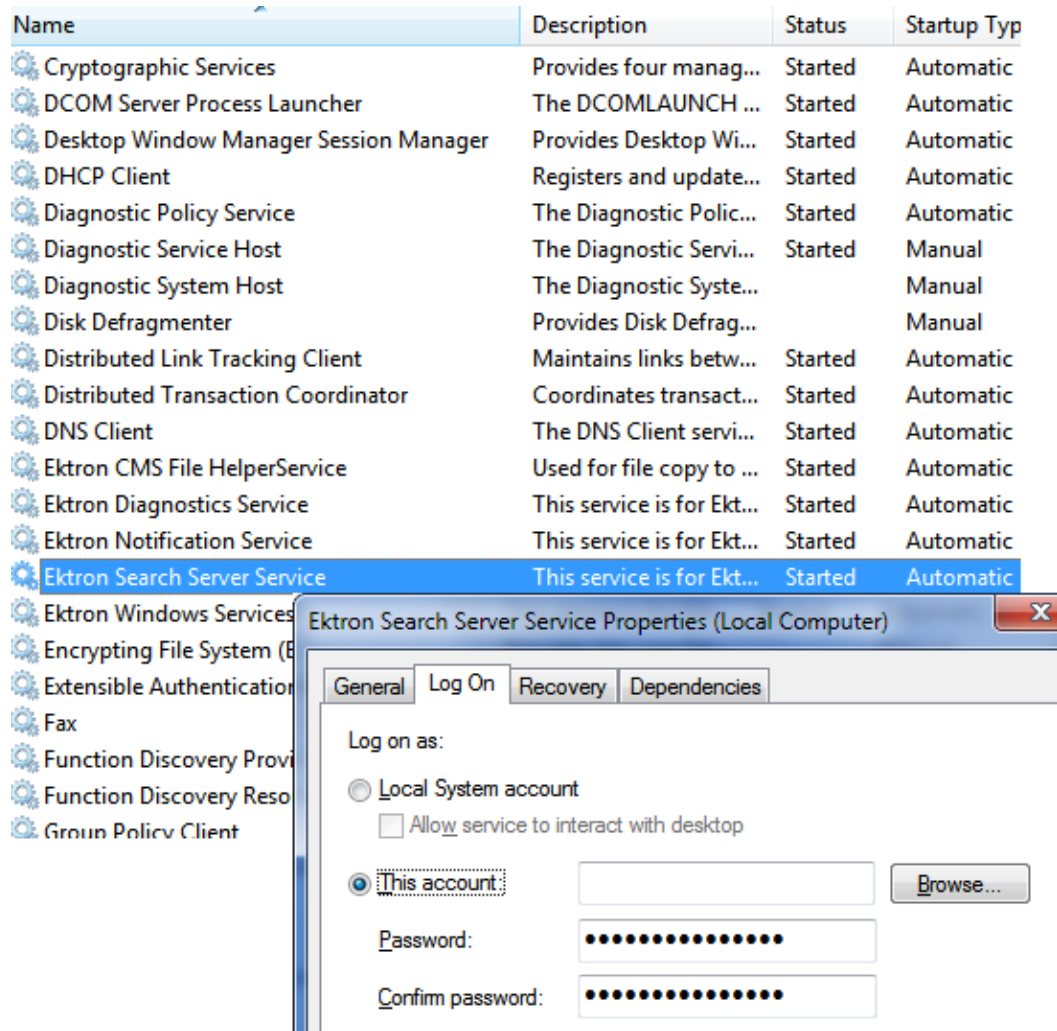 Name Description Status Startup Typ
Cryptographic Services Provides four manag... Started Automatic
DCOM Server Process Launcher The DCOMLAUNCH ... Started Automatic
Desktop Window Manager Session Manager Provides Desktop Wi... Started Automatic
DHCP Client Registers and update... Started Automatic
Diagnostic Policy Service The Diagnostic Polic... Started Automatic
Diagnostic Service Host The Diagnostic Servi... Started Manual
Diagnostic System Host The Diagnostic Syste... Manual
Disk Defragmenter Provides Disk Defrag... Manual
Distributed Link Tracking Client Maintains links betw... Started Automatic
Distributed Transaction Coordinator Coordinates transact... Started Automatic
DNS Client The DNS Client servi... Started Automatic
Ektron CMS File HelperService Used for file copy to ... Started Automatic
Ektron Diagnostics Service This service is for Ekt... Started Automatic
Ektron Notification Service This service is for Ekt... Started Automatic
Ektron Search Server Service This service is for Ekt... Started Automatic
Ektron Windows Services
Encrypting File System (E
Extensible Authentication
Fax
Function Discovery Provi
Function Discovery Reso
Group Policy Client
Ektron Search Server Service Properties (Local Computer)
General Log On Recovery Dependencies
Log on as:
Local System account
Allow service to interact with desktop
This account: Browse...
Password: •••••••••••••••
Confirm password: •••••••••••••••